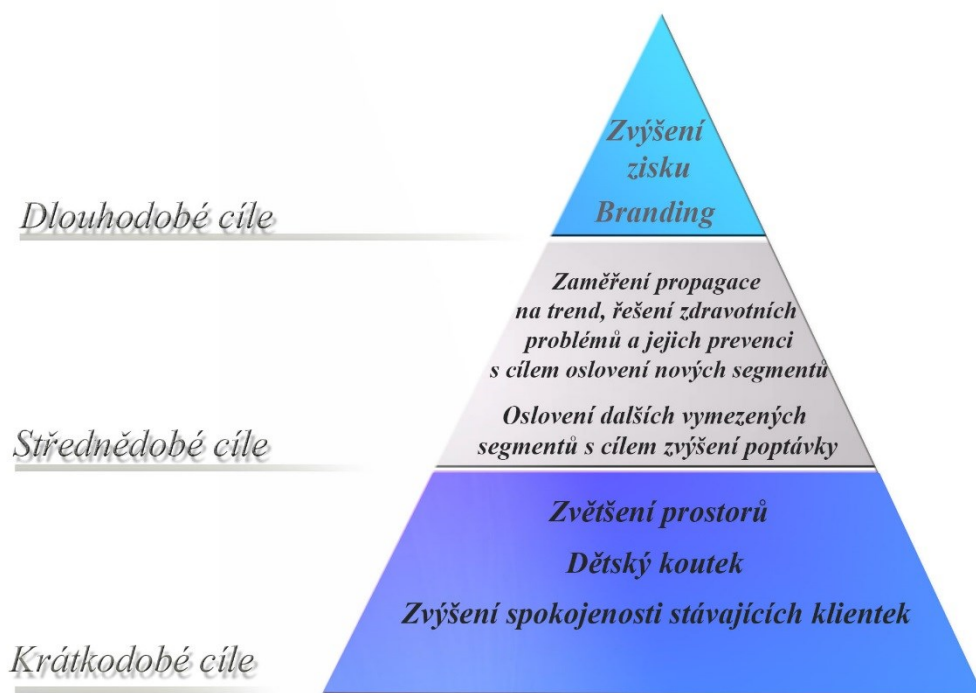 Zvýšení
zisku
Branding
Dlouhodobé cíle
Zaměření propagace
na trend, řešení zdravotních
problémů a jejich prevenci
s cílem oslovení nových segmentů
Oslovení dalších vymezených
segmentů s cílem zvýšení poptávky
Střednědobé cíle
Zvětšení prostorů
Dětský koutek
Zvýšení spokojenosti stávajících klientek
Krátkodobé cíle